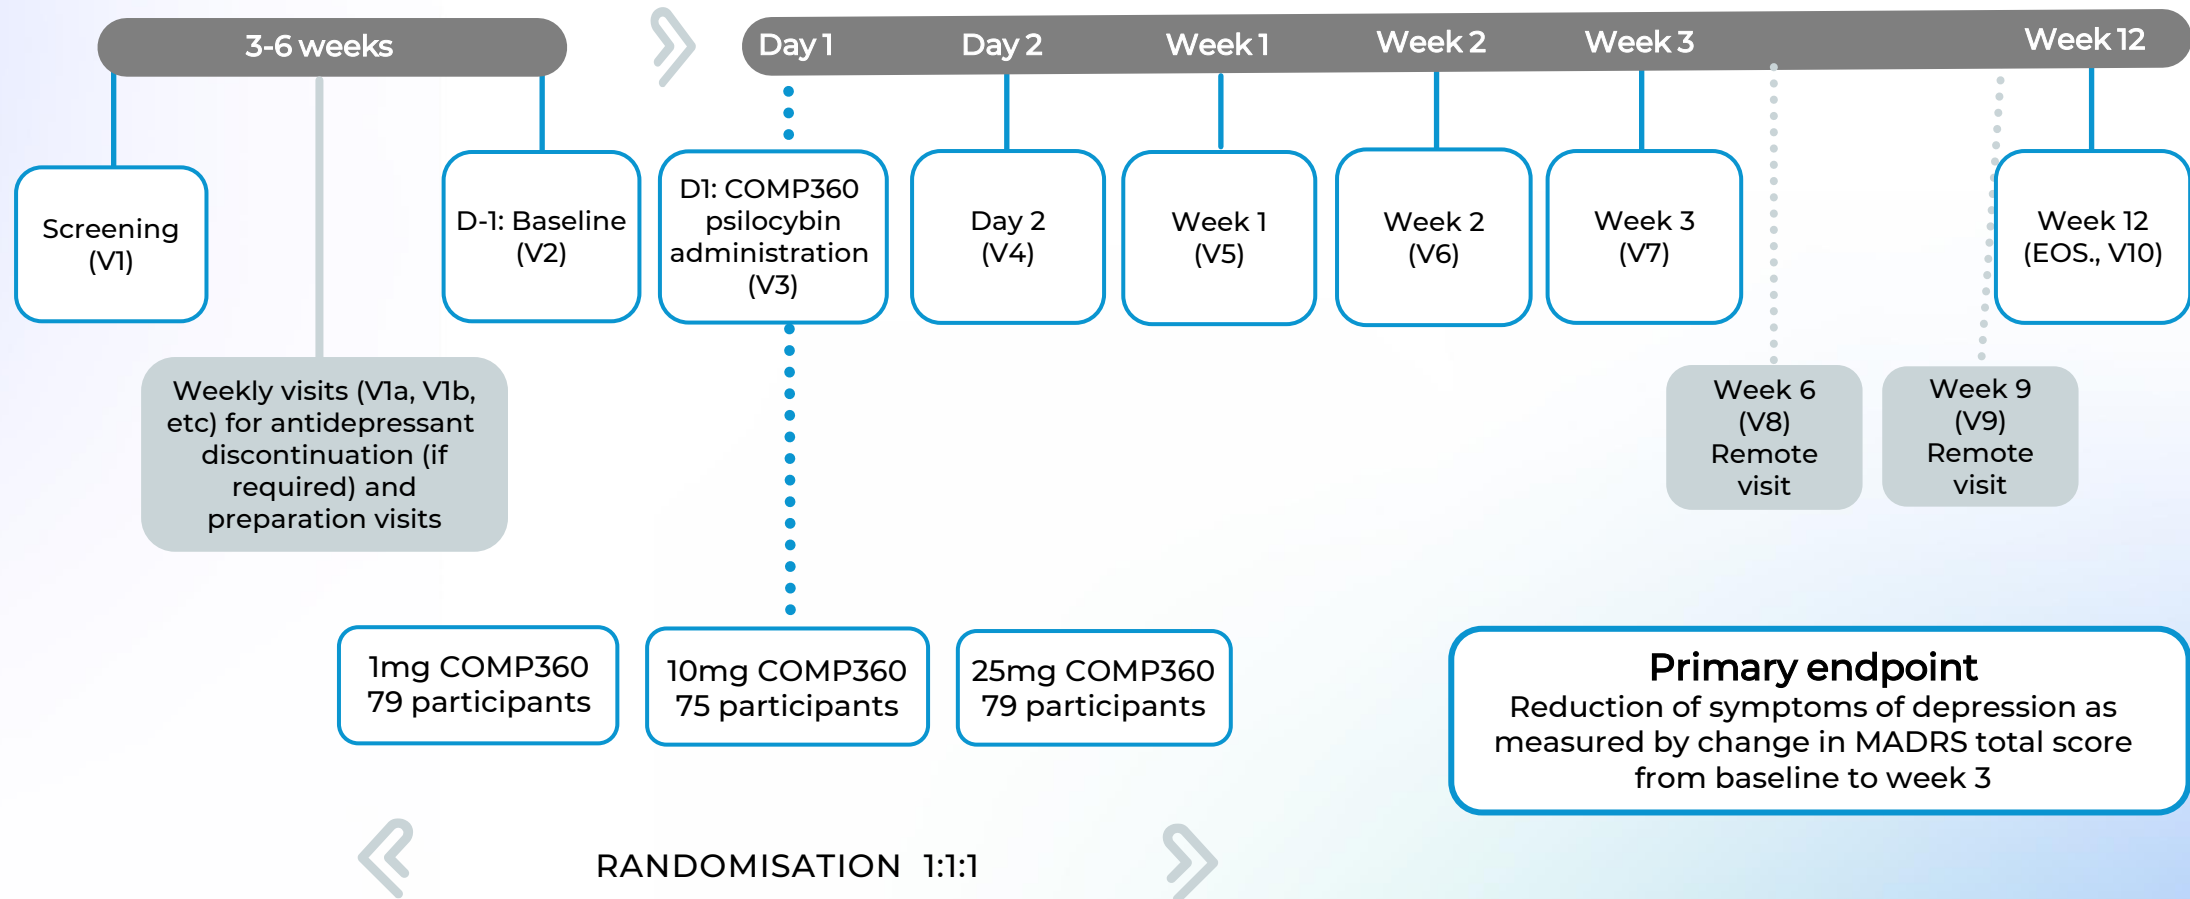 3-6 weeks
Day 1
Day 2
Week 1
Week 2
Week 3
Week 12
Screening
(V1)
D-1: Baseline
(V2)
D1: COMP360
psilocybin
administration
(V3)
Day 2
(V4)
Week 1
(V5)
Week 2
(V6)
Week 3
(V7)
Week 12
(EOS., V10)
Weekly visits (V1a, V1b,
etc) for antidepressant
discontinuation (if
required) and
preparation visits
Week 6
(V8)
Remote
visit
Week 9
(V9)
Remote
visit
1mg COMP360
79 participants
10mg COMP360
75 participants
25mg COMP360
79 participants
Primary endpoint
Reduction of symptoms of depression as
measured by change in MADRS total score
from baseline to week 3
RANDOMISATION 1:1:1